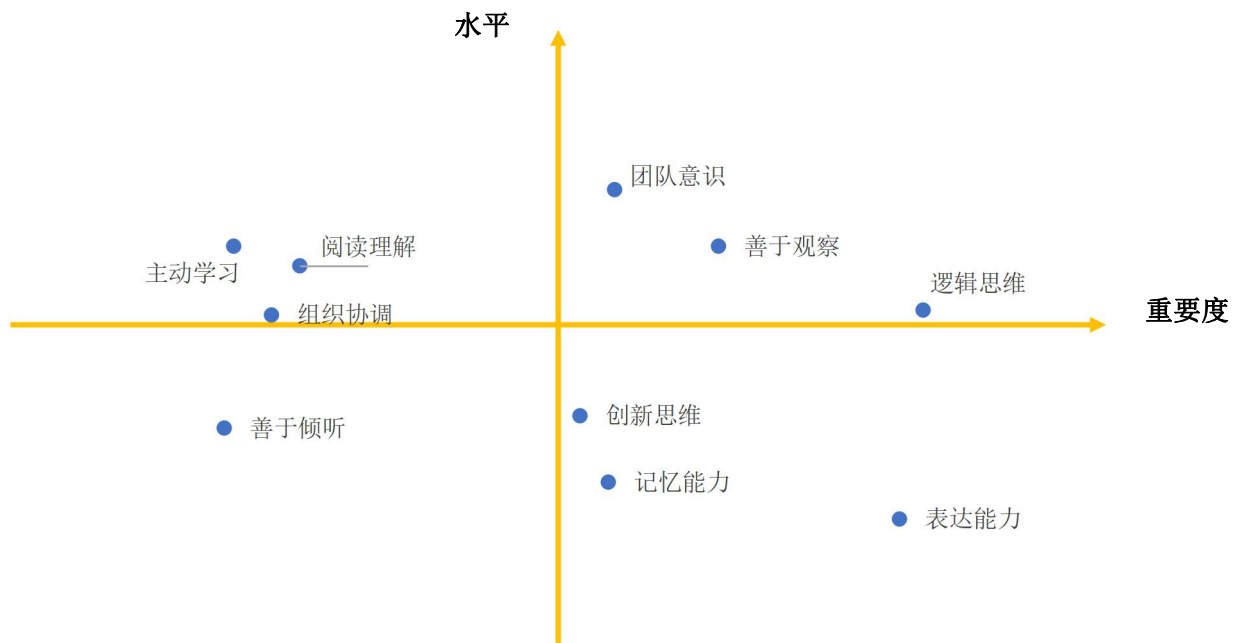 水平
团队意识
阅读理解
善于观察
主动学习
逻辑思维
组织协调
重要度
创新思维
善于倾听
记忆能力
表达能力